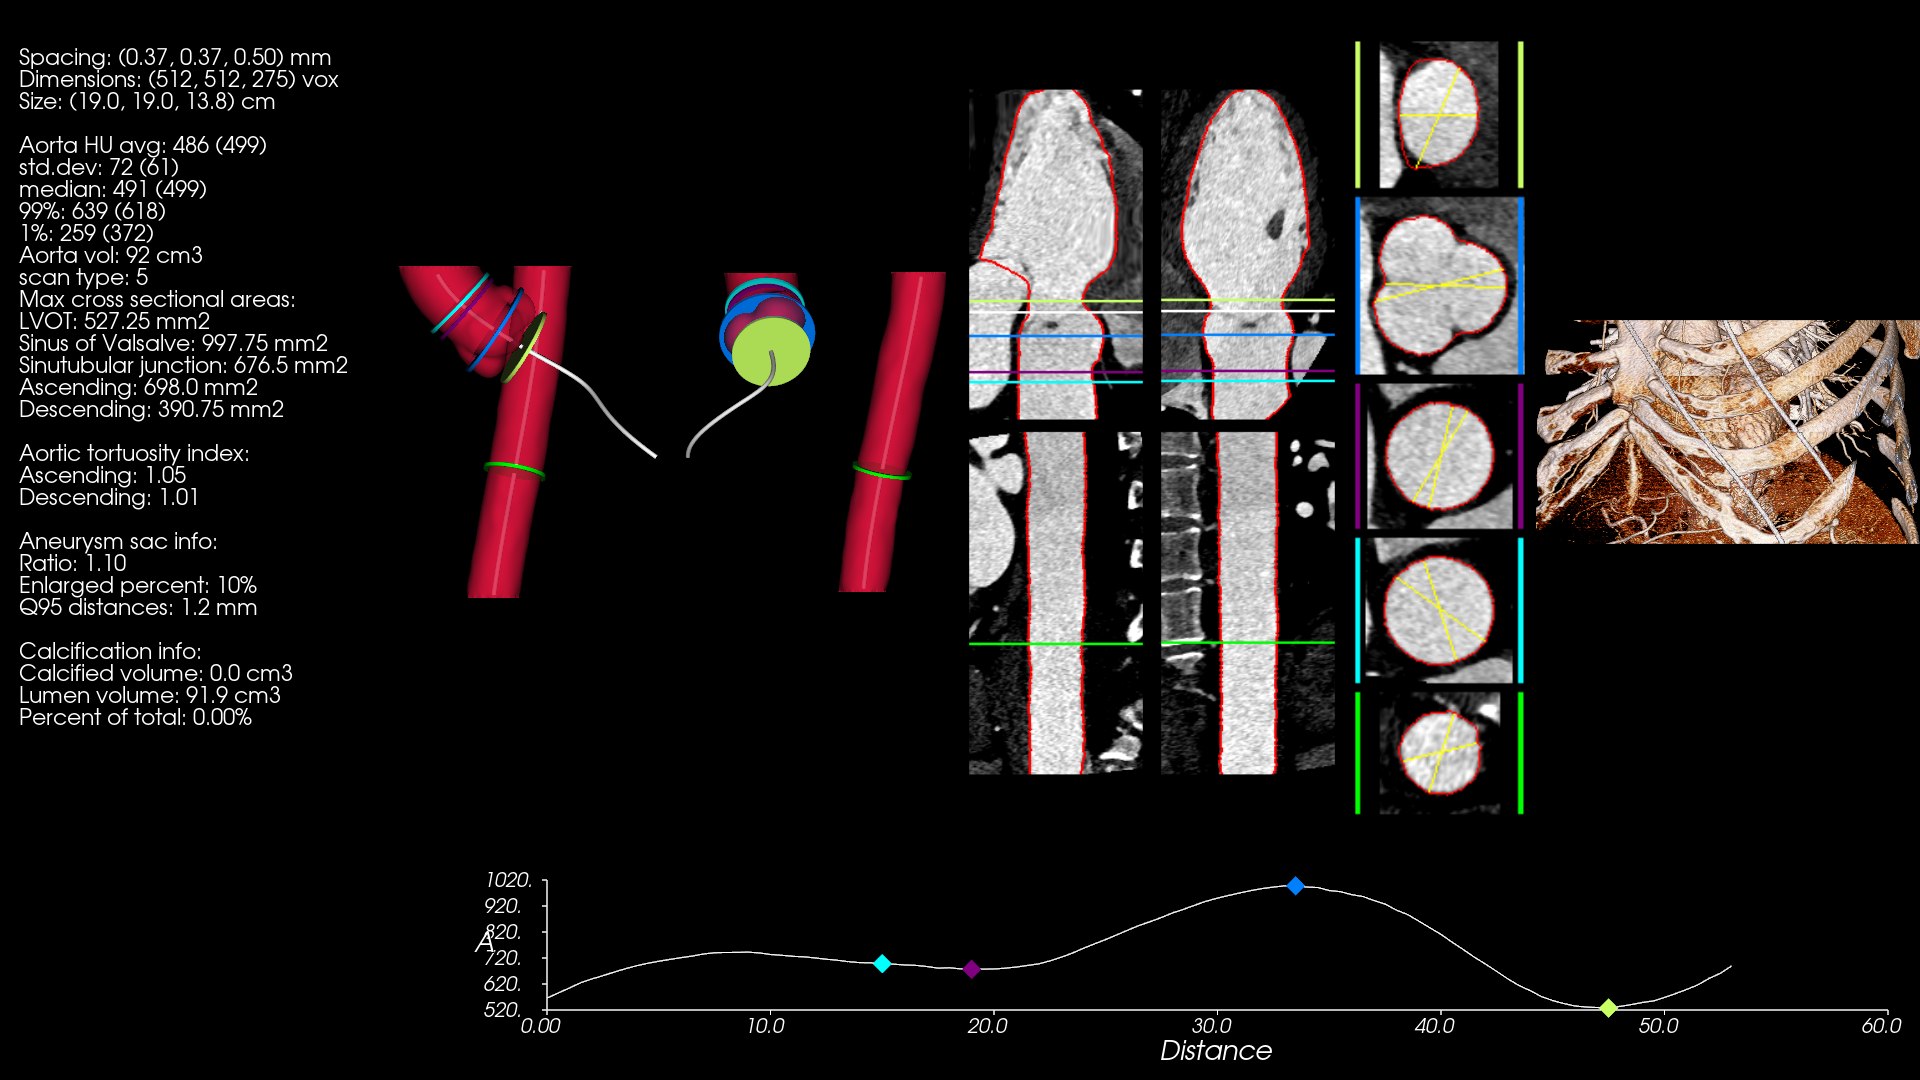 Spacing: (0.37, 0.37, 0.50) mm
Dimensions: (512, 512, 275) vox
Size: (19.0, 19.0, 13.8) cm
Aorta HU avg: 486 (499)
std.dev: 72 (61)
median: 491 (499)
99%: 639 (618)
1%: 259 (372)
Aorta vol: 92 cm3
scan type: 5
Max cross sectional areas:
LVOT: 527.25 mm2
Sinus of Valsalve: 997.75 mm2
Sinutubular junction: 676.5 mm2
Ascending: 698.0 mm2
Descending: 390.75 mm2
Aortic tortuosity index:
Ascending: 1.05
Descending: 1.01
Aneurysm sac info:
Ratio: 1.10
Enlarged percent: 10%
Q95 distances: 1.2 mm
Calcification info:
Calcified volume: 0.0 cm3
Lumen volume: 91.9 cm3
Percent of total: 0.00%
1020.
920.
820.
A
720.
620.
520.
0.00 10.0 20.0 30.0 40.0 50.0 60.0
Distance